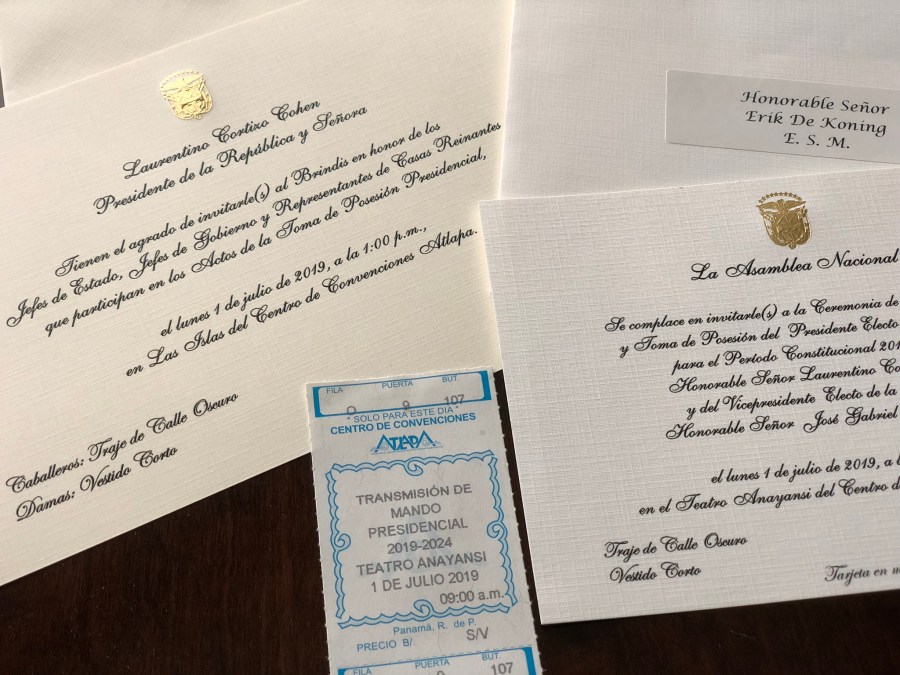 Laurentino Cortizo Cohen
Presidente de la República y Señora
Tienen el agrado de invitarle(s) al Brindis en honor de los
Jefes de Estado, Jefes de Gobierno y Representantes de Casas Reinantes
que participan en los Actos de la Toma de Posesión Presidencial,
el lunes 1 de julio de 2019, a la 1:00 p.m.,
en Las Islas del Centro de Convenciones Atlapa.
Caballeros: Traje de Calle Oscuro
Damas: Vestido Corto
Honorable Señor
Erik De Koning
E. S. M.
La Asamblea Nacional
Se complace en invitarle(s) a la Ceremonia de
y Toma de Posesión del Presidente Electo
para el Período Constitucional 201
Honorable Señor Laurentino Co
y del Vicepresidente Electo de la
Honorable Señor José Gabriel
el lunes 1 de julio de 2019, a l
en el Teatro Anayansi del Centro de
Traje de Calle Oscuro
Vestido Corto
Tarjeta en m
FILA PUERTA BUT.
O 9 107
* SOLO PARA ESTE DIA *
CENTRO DE CONVENCIONES
ATLAPA
TRANSMISIÓN DE
MANDO
PRESIDENCIAL
2019-2024
TEATRO ANAYANSI
1 DE JULIO 2019
09:00 a.m.
Panamá, R. de P.
PRECIO B/. S/V
FILA PUERTA BUT.
107